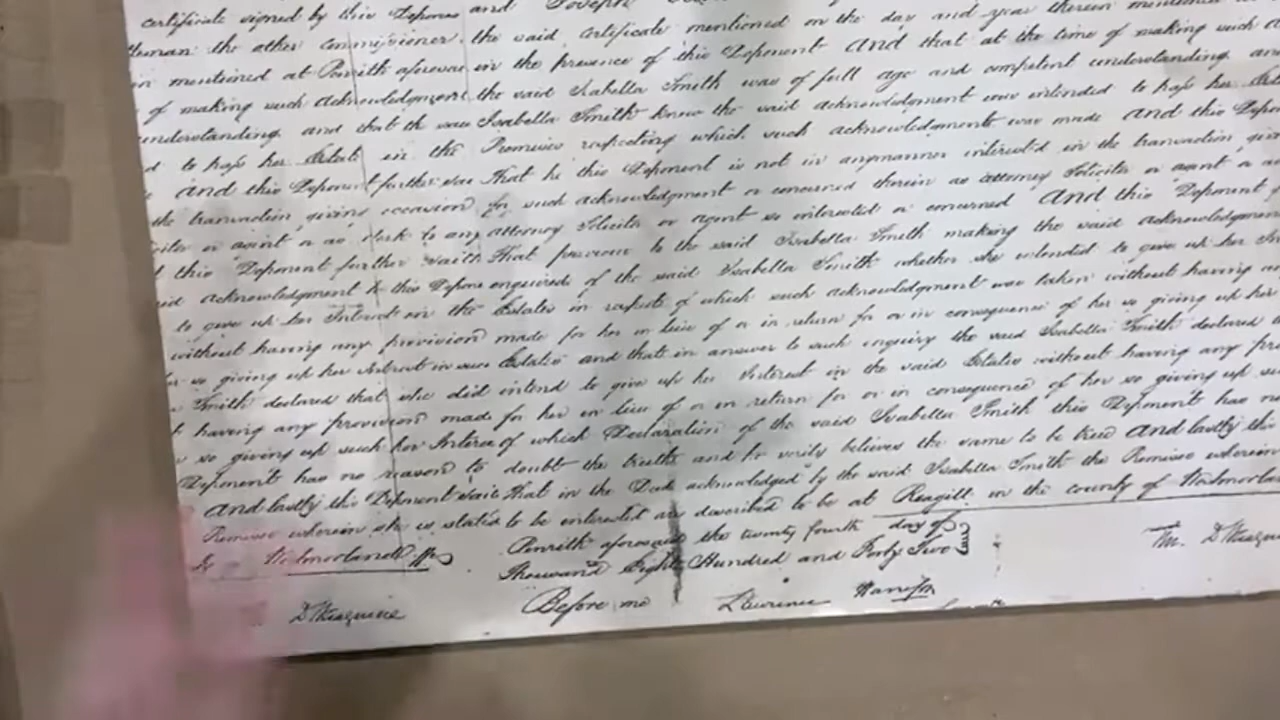 certificate signed by this Deponent and Joseph
the other Commissioner the said Certificate mentioned on the day and year therein mentioned
in mentioned at Penrith aforesaid in the presence of this Deponent And that at the time of making such
of making such acknowledgment the said Isabella Smith was of full age and competent understanding and
understanding and that the said Isabella Smith knew the said acknowledgment was intended to pass her
d to pass her Estate in the Premises respecting which such acknowledgment was made And this
And this Deponent further saith That he this Deponent is not in any manner interested in the transaction
the transaction giving occasion for such acknowledgment or concerned therein as attorney Solicitor or agent or
or agent or as clerk to any attorney Solicitor or agent so interested or concerned And this Deponent
this Deponent further saith That previous to the said Isabella Smith making the said acknowledgment
acknowledgment to this Deponent enquired of the said Isabella Smith whether she intended to give up her
to give up her Interest in the Estates in respect of which such acknowledgment was taken without having
without having any provision made for her in lieu of or in return for or in consequence of her so giving up her
so giving up her Interest in such Estates and that in answer to such enquiry the said Isabella Smith declared
Smith declared that she did intend to give up her Interest in the said Estates without having any
having any provision made for her in lieu of or in return for or in consequence of her so giving up
so giving up such her Interest of which Declaration of the said Isabella Smith this Deponent has
Deponent has no reason to doubt the truth and he verily believes the same to be true And lastly this
And lastly this Deponent saith That in the Deed acknowledged by the said Isabella Smith the Premises wherein
Premises wherein she is stated to be interested are described to be at Reagill in the county of
Westmorland
Penrith aforesaid the twenty fourth day of
Thousand Eight Hundred and Forty Two
Before me Lawrence Harrison